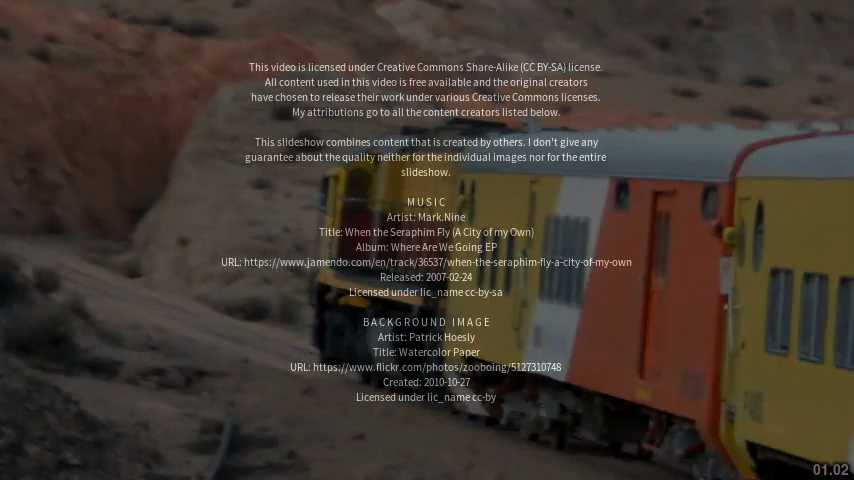 This video is licensed under Creative Commons Share-Alike (CC BY-SA) license.
All content used in this video is free available and the original creators
have chosen to release their work under various Creative Commons licenses.
My attributions go to all the content creators listed below.
This slideshow combines content that is created by others. I don't give any
guarantee about the quality neither for the individual images nor for the entire
slideshow.
MUSIC
Artist: Mark.Nine
Title: When the Seraphim Fly (A City of my Own)
Album: Where Are We Going EP
URL: https://www.jamendo.com/en/track/36537/when-the-seraphim-fly-a-city-of-my-own
Released: 2007-02-24
Licensed under lic_name cc-by-sa
BACKGROUND IMAGE
Artist: Patrick Hoesly
Title: Watercolor Paper
URL: https://www.flickr.com/photos/zooboing/5127310748
Created: 2010-10-27
Licensed under lic_name cc-by
01.02